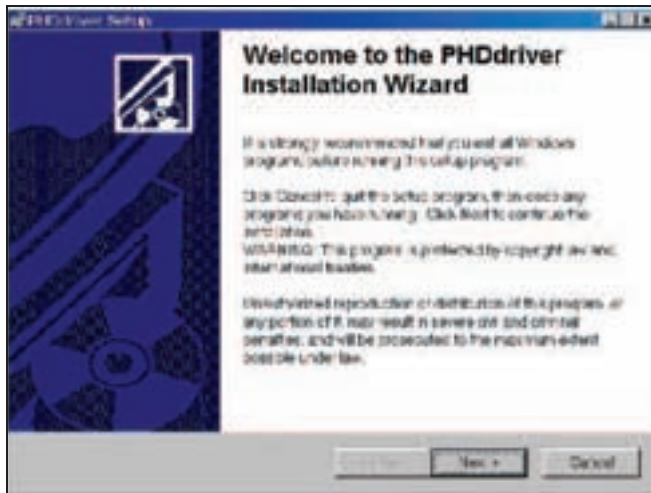 PHDdriver Setup
Welcome to the PHDdriver
Installation Wizard
It is strongly recommended that you exit all Windows
programs before running this setup program.
Click Cancel to quit the setup program, then close any
programs you have running. Click Next to continue the
installation.
WARNING: This program is protected by copyright law and
international treaties.
Unauthorized reproduction or distribution of this program, or
any portion of it, may result in severe civil and criminal
penalties, and will be prosecuted to the maximum extent
possible under law.
Next >
Cancel